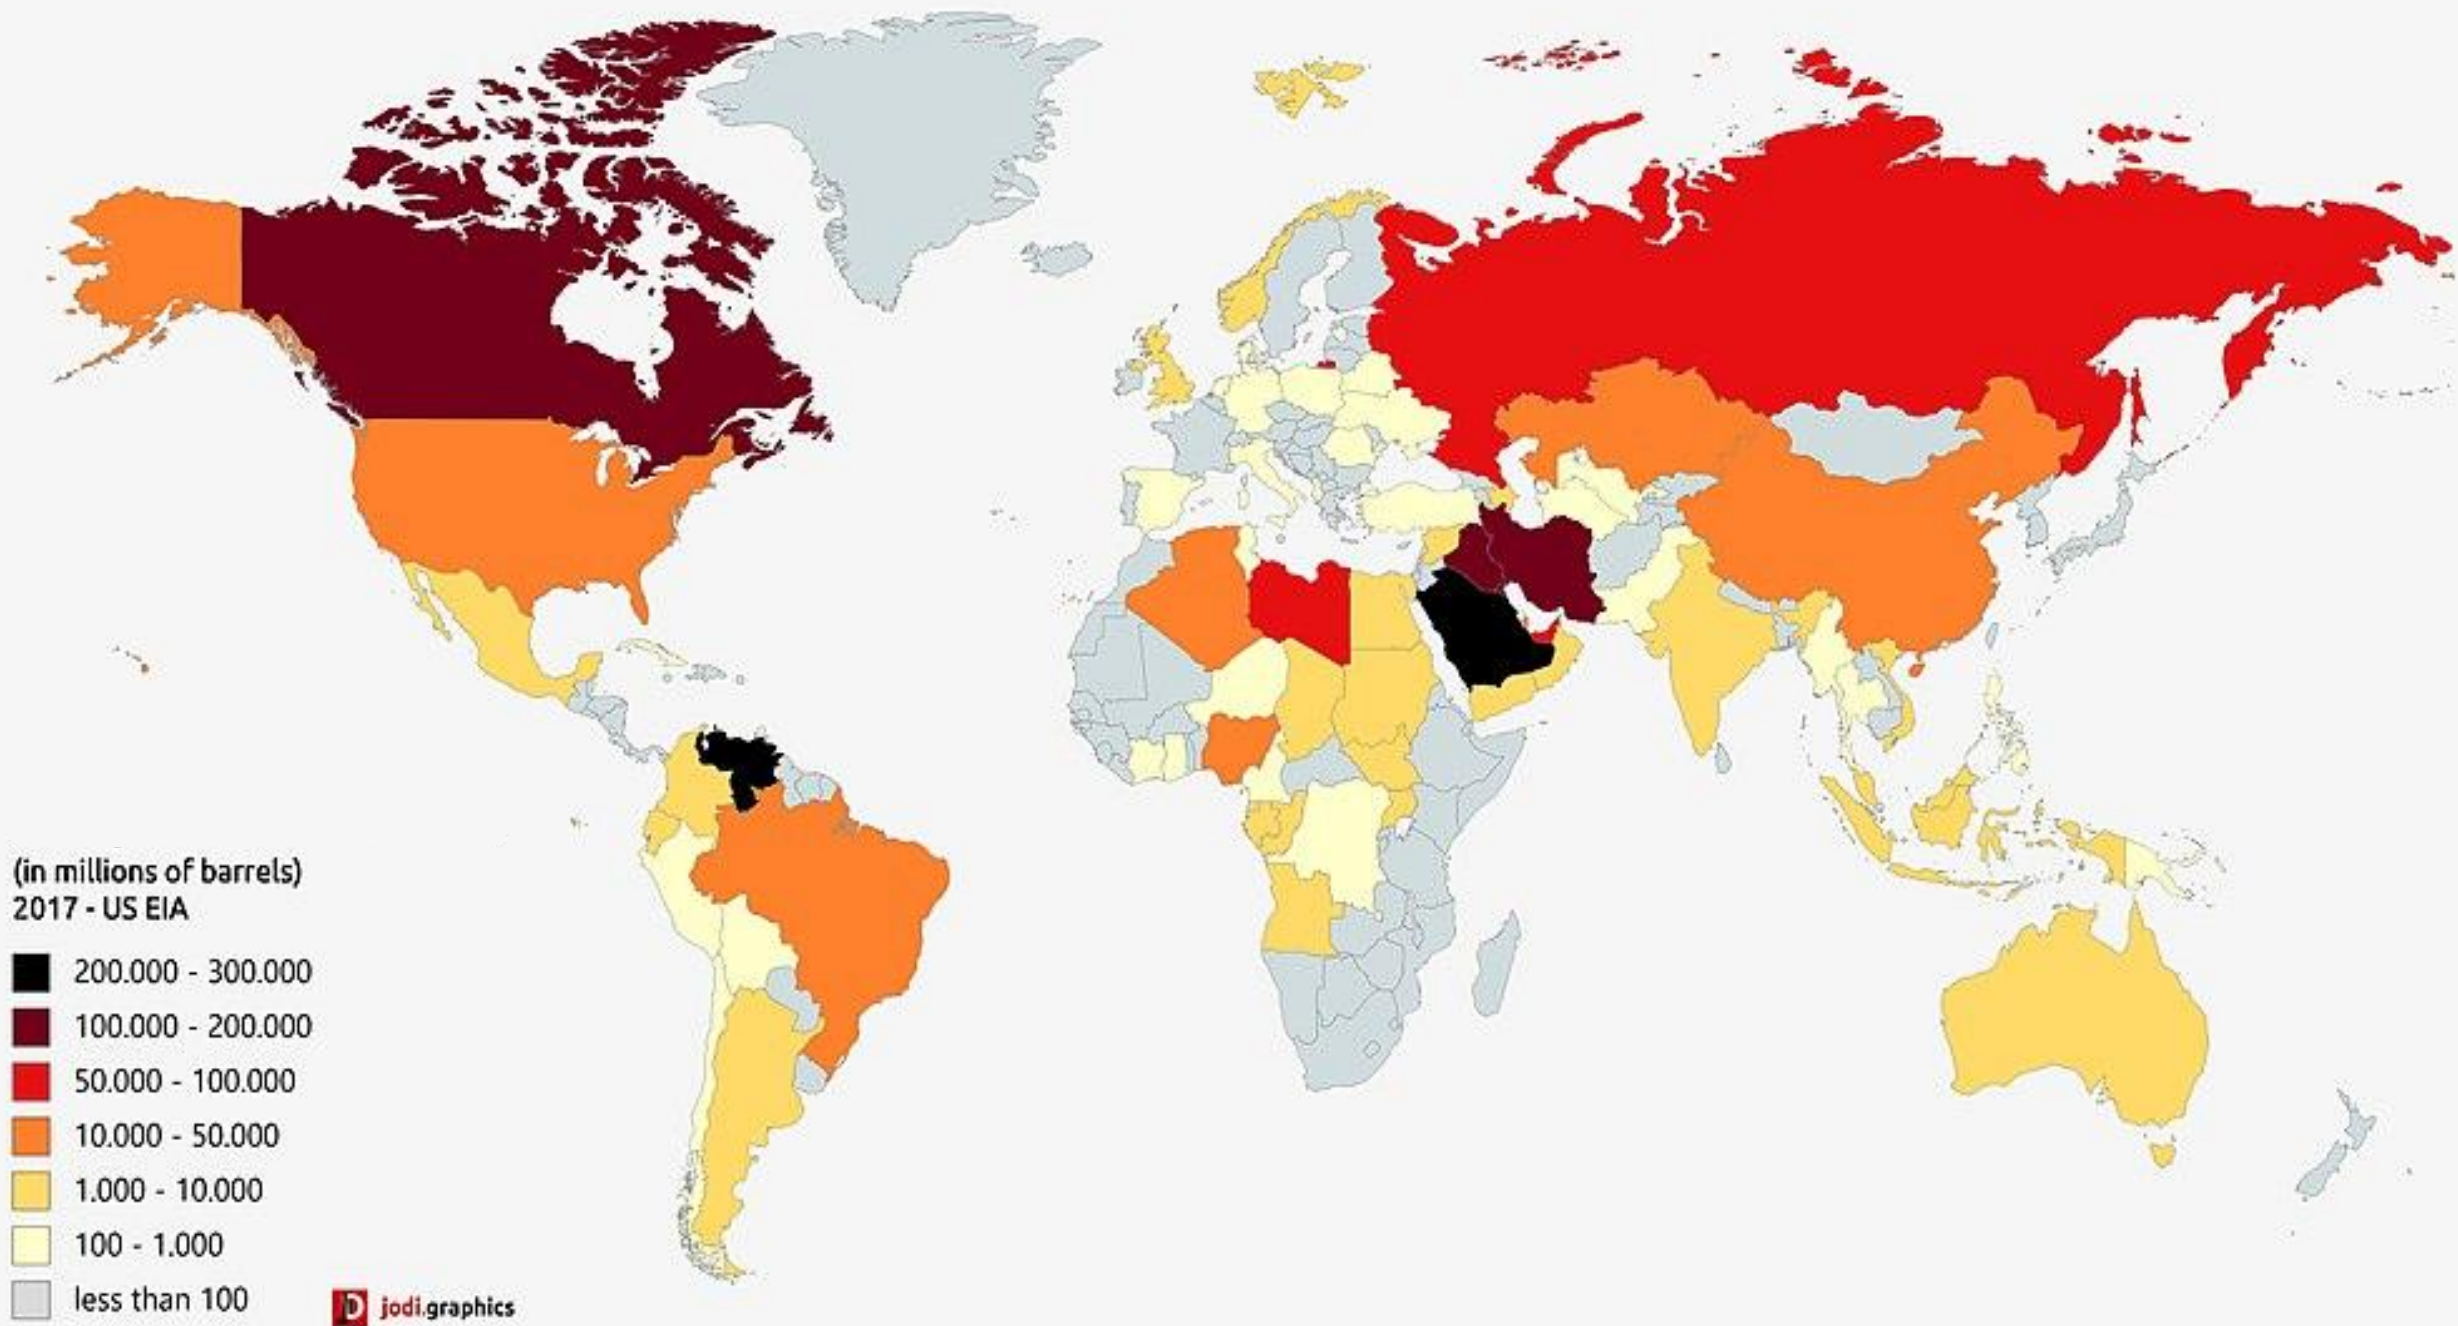 (in millions of barrels)
2017 - US EIA
200.000 - 300.000
100.000 - 200.000
50.000 - 100.000
10.000 - 50.000
1.000 - 10.000
100 - 1.000
less than 100
jodi.graphics